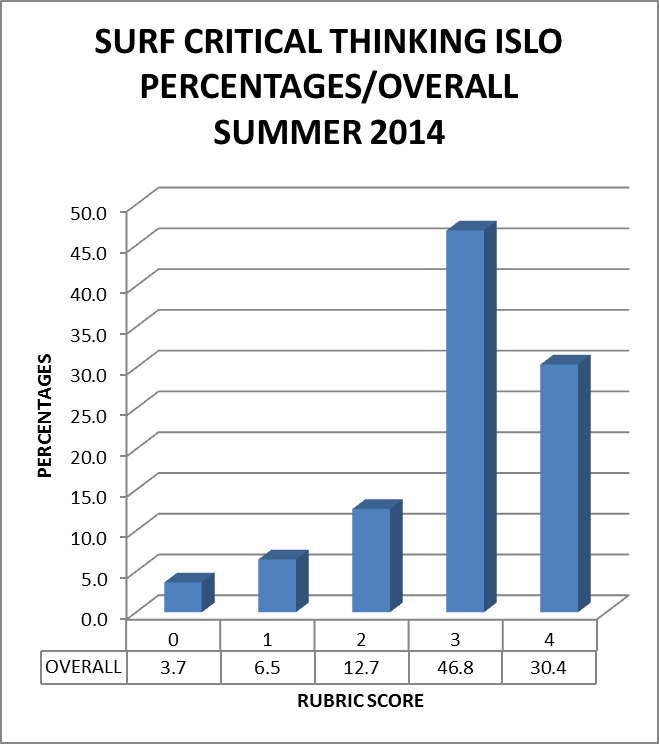 SURF CRITICAL THINKING ISLO
PERCENTAGES/OVERALL
SUMMER 2014
PERCENTAGES
50.0
45.0
40.0
35.0
30.0
25.0
20.0
15.0
10.0
5.0
0.0
0 1 2 3 4
OVERALL 3.7 6.5 12.7 46.8 30.4
RUBRIC SCORE